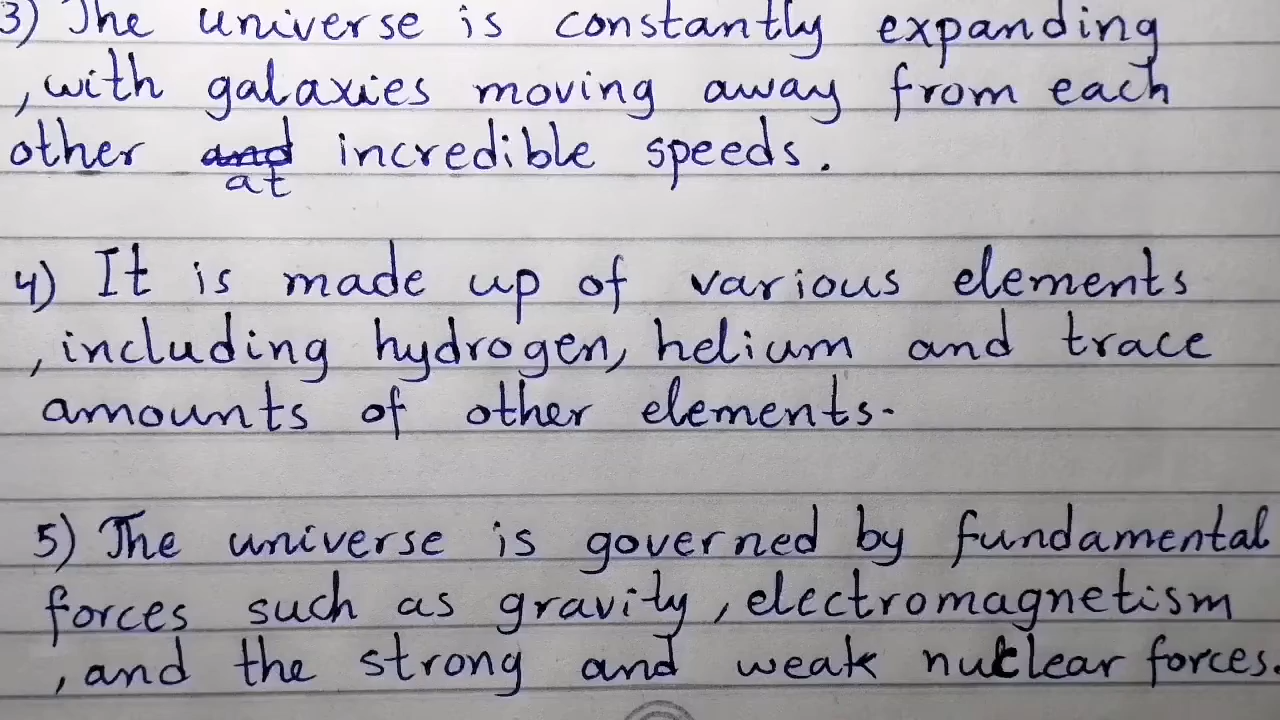 3) The universe is constantly expanding
, with galaxies moving away from each
other and incredible speeds.
at
4) It is made up of various elements
, including hydrogen, helium and trace
amounts of other elements.
5) The universe is governed by fundamental
forces such as gravity, electromagnetism
, and the strong and weak nuclear forces.